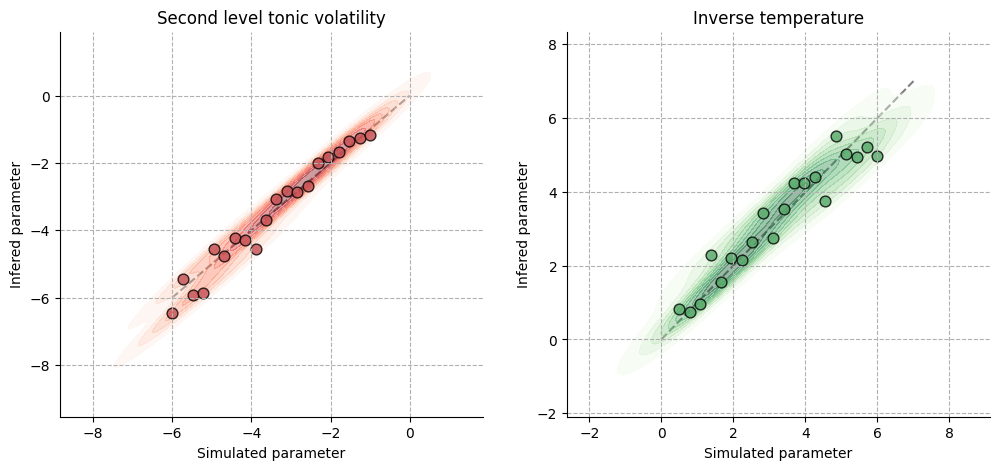 Second level tonic volatility
0
−2
−4
−6
−8
Infered parameter
−8 −6 −4 −2 0
Simulated parameter
Inverse temperature
8
6
4
2
0
−2
Infered parameter
−2 0 2 4 6 8
Simulated parameter